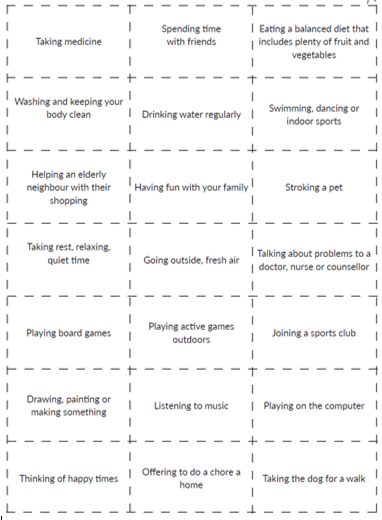 Taking medicine
Spending time
with friends
Eating a balanced diet that
includes plenty of fruit and
vegetables
Washing and keeping your
body clean
Drinking water regularly
Swimming, dancing or
indoor sports
Helping an elderly
neighbour with their
shopping
Having fun with your family
Stroking a pet
Taking rest, relaxing,
quiet time
Going outside, fresh air
Talking about problems to a
doctor, nurse or counsellor
Playing board games
Playing active games
outdoors
Joining a sports club
Drawing, painting or
making something
Listening to music
Playing on the computer
Thinking of happy times
Offering to do a chore a
home
Taking the dog for a walk